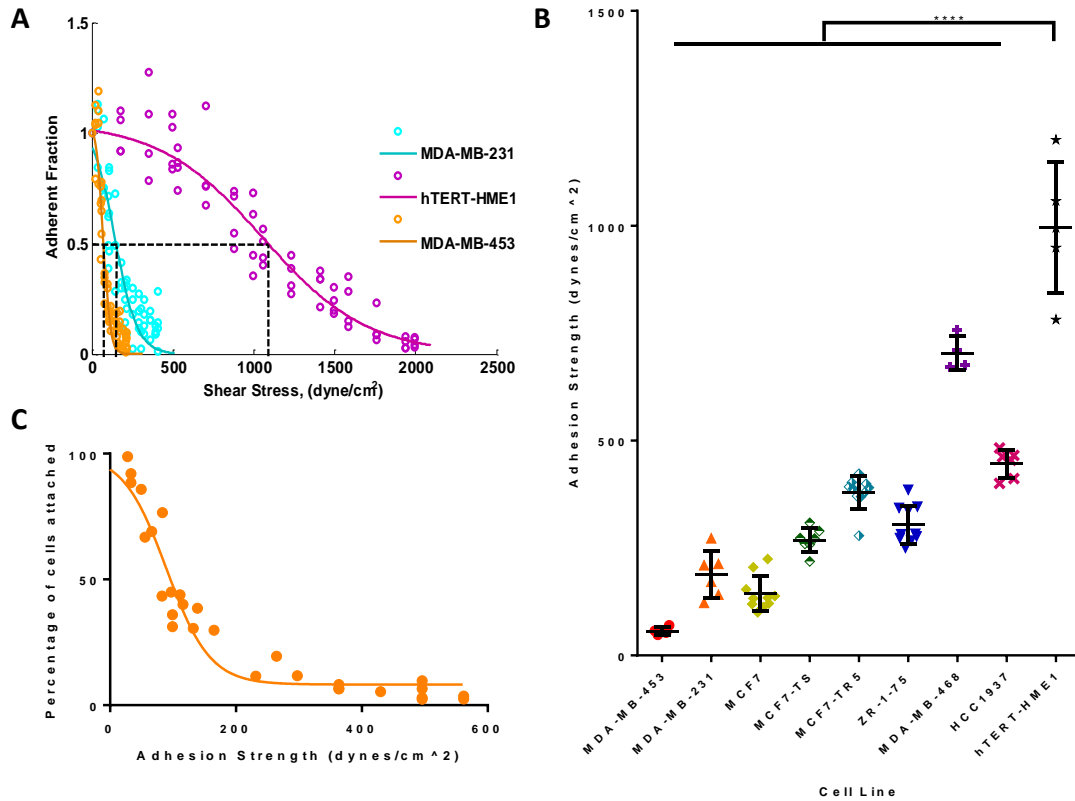 A
1.5
1
0.5
0
Adherent Fraction
0 500 1000 1500 2000 2500
Shear Stress, (dyne/cm²)
MDA-MB-231
hTERT-HME1
MDA-MB-453
B
****
1500
1000
500
0
Adhesion Strength (dynes/cm ^2)
MDA-MB-453
MDA-MB-231
MCF7
MCF7-TS
MCF7-TR5
ZR-1-75
MDA-MB-468
HCC1937
hTERT-HME1
Cell Line
C
100
50
0
Percentage of cells attached
0 200 400 600
Adhesion Strength (dynes/cm ^2)